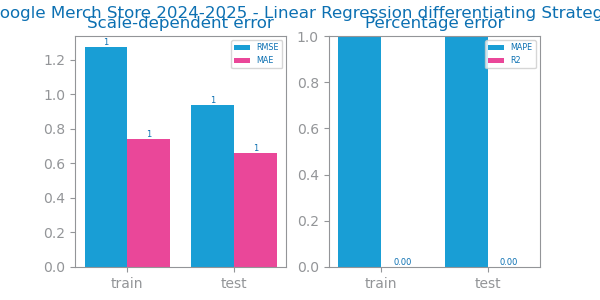 oogle Merch Store 2024-2025 - Linear Regression differentiating Strateg
Scale-dependent error
Percentage error
RMSE
MAE
1.2
1.0
0.8
0.6
0.4
0.2
0.0
1
1
1
1
train
test
MAPE
R2
1.0
0.8
0.6
0.4
0.2
0.0
0.00
0.00
train
test